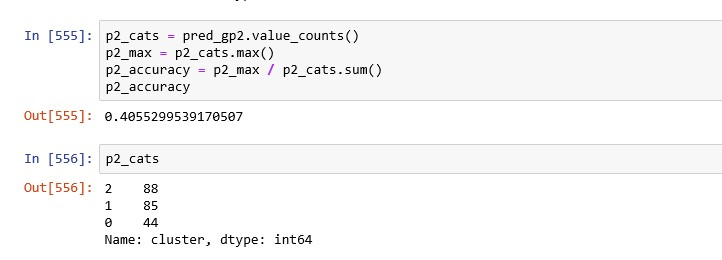 In [555]: p2_cats = pred_gp2.value_counts()
p2_max = p2_cats.max()
p2_accuracy = p2_max / p2_cats.sum()
p2_accuracy
Out[555]: 0.4055299539170507
In [556]: p2_cats
Out[556]: 2    88
1    85
0    44
Name: cluster, dtype: int64